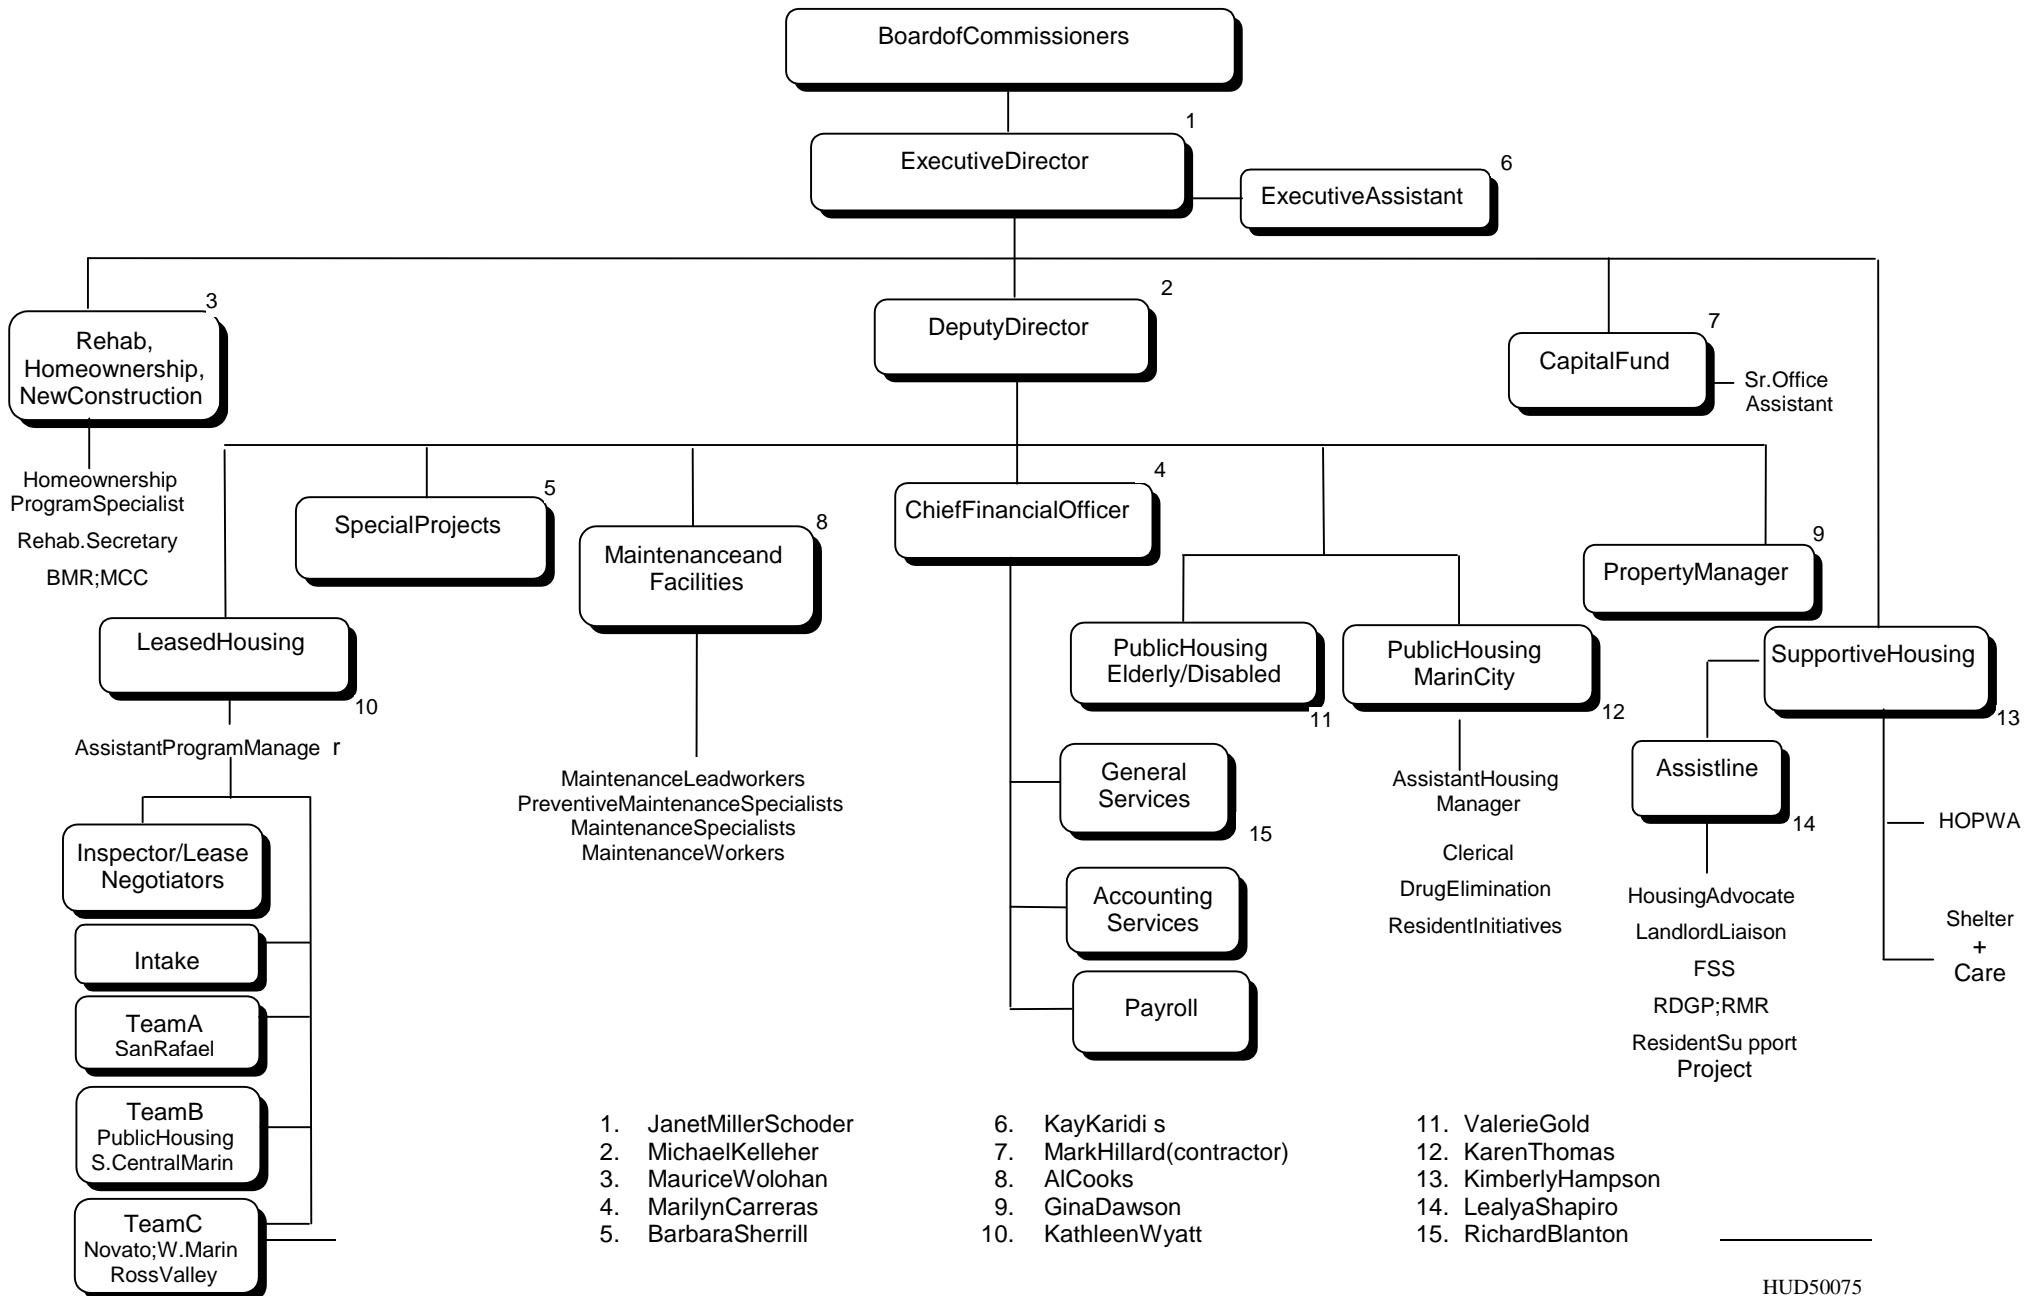 BoardofCommissioners
1
ExecutiveDirector
6
ExecutiveAssistant
3
Rehab,
Homeownership,
NewConstruction
2
DeputyDirector
7
CapitalFund
Sr.Office
Assistant
Homeownership
ProgramSpecialist
Rehab.Secretary
BMR;MCC
5
SpecialProjects
8
Maintenanceand
Facilities
4
ChiefFinancialOfficer
9
PropertyManager
LeasedHousing
10
PublicHousing
Elderly/Disabled
11
PublicHousing
MarinCity
12
SupportiveHousing
13
AssistantProgramManage r
MaintenanceLeadworkers
PreventiveMaintenanceSpecialists
MaintenanceSpecialists
MaintenanceWorkers
General
Services
15
AssistantHousing
Manager
Clerical
DrugElimination
ResidentInitiatives
Assistline
14
HOPWA
Inspector/Lease
Negotiators
Intake
TeamA
SanRafael
TeamB
PublicHousing
S.CentralMarin
TeamC
Novato;W.Marin
RossValley
Accounting
Services
Payroll
HousingAdvocate
LandlordLiaison
FSS
RDGP;RMR
ResidentSu pport
Project
Shelter
+
Care
1. JanetMillerSchoder
2. MichaelKelleher
3. MauriceWolohan
4. MarilynCarreras
5. BarbaraSherrill
6. KayKaridi s
7. MarkHillard(contractor)
8. AlCooks
9. GinaDawson
10. KathleenWyatt
11. ValerieGold
12. KarenThomas
13. KimberlyHampson
14. LealyaShapiro
15. RichardBlanton
HUD50075